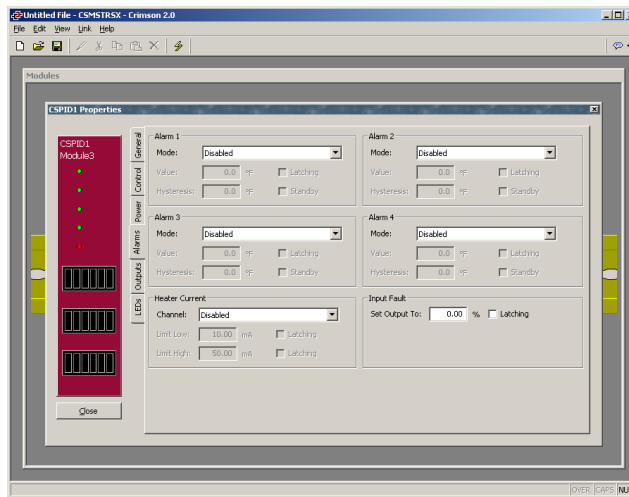 Untitled File - CSMSTRSX - Crimson 2.0
File Edit View Link Help
Modules
CSPID1 Properties
CSPID1
Module3
General
Control
Power
Alarms
Outputs
LEDs
Alarm 1
Mode: Disabled
Value: 0.0 °F Latching
Hysteresis: 0.0 °F Standby
Alarm 2
Mode: Disabled
Value: 0.0 °F Latching
Hysteresis: 0.0 °F Standby
Alarm 3
Mode: Disabled
Value: 0.0 °F Latching
Hysteresis: 0.0 °F Standby
Alarm 4
Mode: Disabled
Value: 0.0 °F Latching
Hysteresis: 0.0 °F Standby
Heater Current
Channel: Disabled
Limit Low: 10.00 mA Latching
Limit High: 50.00 mA Latching
Input Fault
Set Output To: 0.00 % Latching
Close
OVER CAPS NU